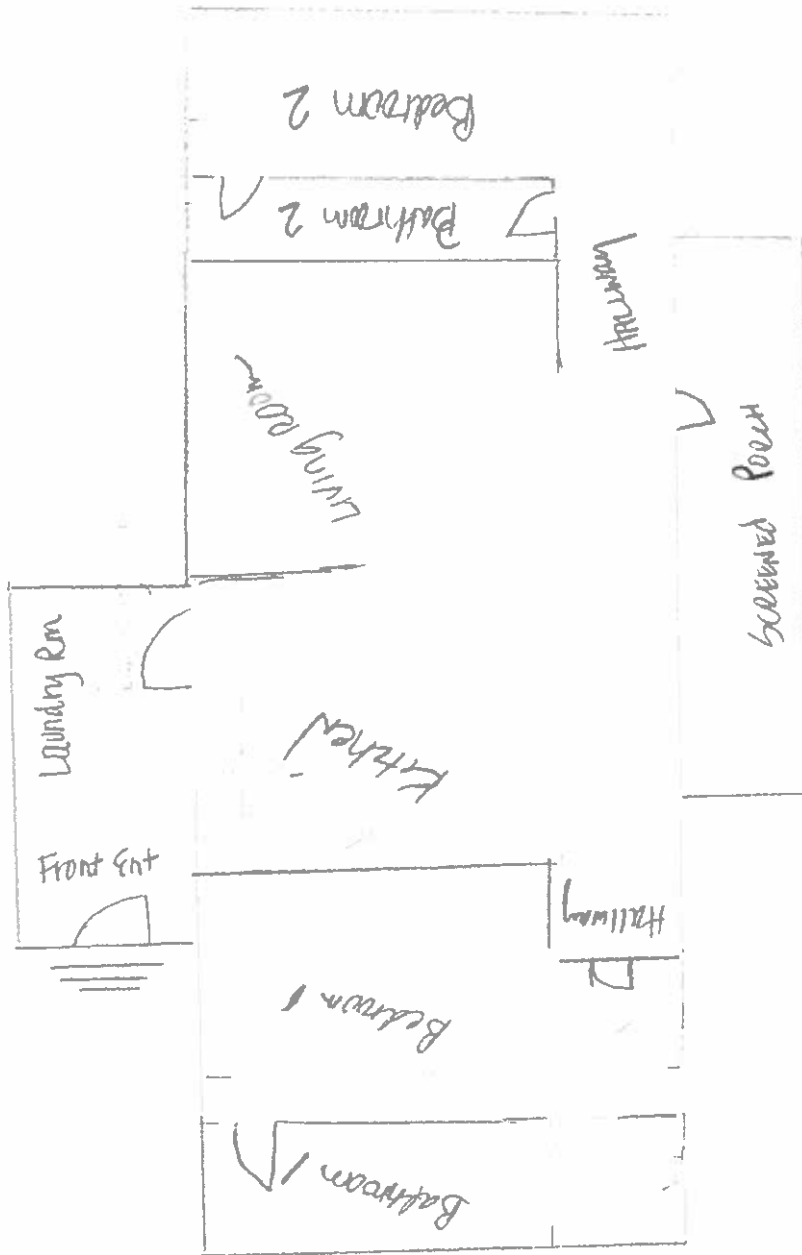 Bedroom 2
Bathroom 2
Hallway
Living Room
SCREENED PORCH
Laundry Rm
Kitchen
Front Ent
Hallway
Bedroom 1
Bathroom 1